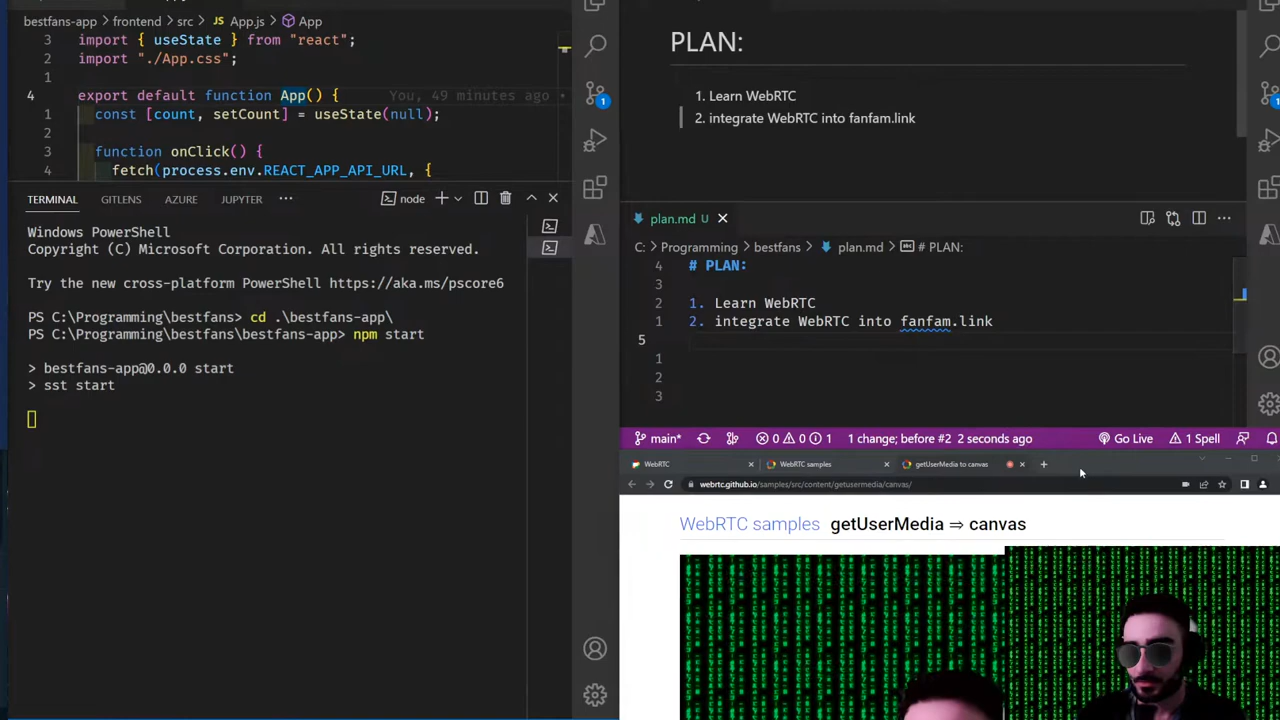 bestfans-app > frontend > src > JS App.js > App
3 import { useState } from "react";
2 import "./App.css";
1
4 export default function App() { You, 49 minutes ago •
1 const [count, setCount] = useState(null);
2
3 function onClick() {
4 fetch(process.env.REACT_APP_API_URL, {
TERMINAL GITLENS AZURE JUPYTER ··· node
Windows PowerShell
Copyright (C) Microsoft Corporation. All rights reserved.
Try the new cross-platform PowerShell https://aka.ms/pscore6
PS C:\Programming\bestfans> cd .\bestfans-app\
PS C:\Programming\bestfans\bestfans-app> npm start
> bestfans-app@0.0.0 start
> sst start
1
1
PLAN:
1. Learn WebRTC
2. integrate WebRTC into fanfam.link
plan.md U
C: > Programming > bestfans > plan.md > # PLAN:
4 # PLAN:
3
2 1. Learn WebRTC
1 2. integrate WebRTC into fanfam.link
5
1
2
3
main* 0 0 1 1 change; before #2 2 seconds ago Go Live 1 Spell
WebRTC WebRTC samples getUserMedia to canvas
webrtc.github.io/samples/src/content/getusermedia/canvas/
WebRTC samples getUserMedia ⇒ canvas